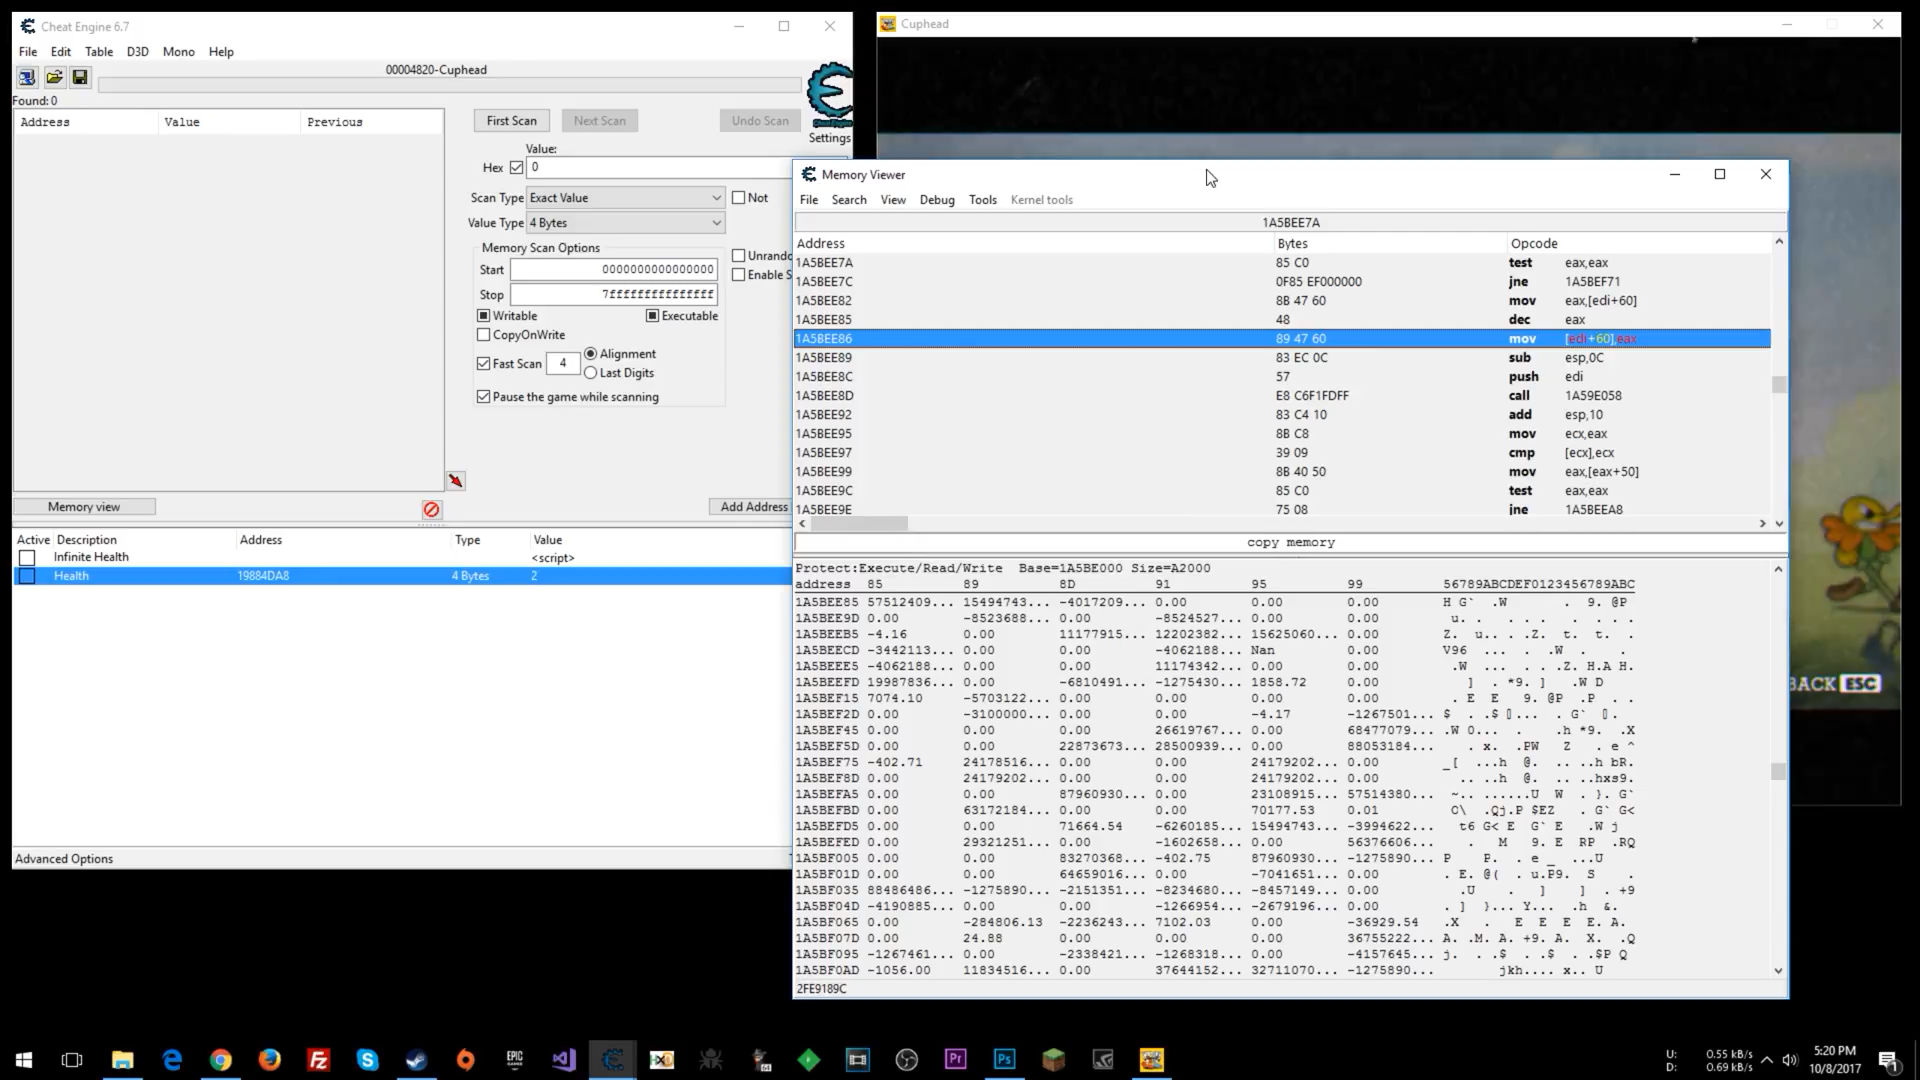 Cheat Engine 6.7
File Edit Table D3D Mono Help
00004820-Cuphead
Found: 0
Address Value Previous
First Scan Next Scan Undo Scan
Settings
Value:
Hex 0
Scan Type Exact Value Not
Value Type 4 Bytes
Memory Scan Options
Start 0000000000000000
Stop 7fffffffffffffff
Writable Executable
CopyOnWrite
Fast Scan 4 Alignment
Last Digits
Pause the game while scanning
Unrando
Enable S
Memory view
Add Address
Active Description Address Type Value
Infinite Health <script>
Health 19884DA8 4 Bytes 2
Advanced Options
Cuphead
BACK ESC
Memory Viewer
File Search View Debug Tools Kernel tools
1A5BEE7A
Address Bytes Opcode
1A5BEE7A 85 C0 test eax,eax
1A5BEE7C 0F85 EF000000 jne 1A5BEF71
1A5BEE82 8B 47 60 mov eax,[edi+60]
1A5BEE85 48 dec eax
1A5BEE86 89 47 60 mov [edi+60],eax
1A5BEE89 83 EC 0C sub esp,0C
1A5BEE8C 57 push edi
1A5BEE8D E8 C6F1FDFF call 1A59E058
1A5BEE92 83 C4 10 add esp,10
1A5BEE95 8B C8 mov ecx,eax
1A5BEE97 39 09 cmp [ecx],ecx
1A5BEE99 8B 40 50 mov eax,[eax+50]
1A5BEE9C 85 C0 test eax,eax
1A5BEE9E 75 08 jne 1A5BEEA8
copy memory
Protect:Execute/Read/Write Base=1A5BE000 Size=A2000
address 85 89 8D 91 95 99 56789ABCDEF0123456789ABC
1A5BEE85 57512409... 15494743... -4017209... 0.00 0.00 0.00 H G` .W . 9. @P
1A5BEE9D 0.00 -8523688... 0.00 -8524527... 0.00 0.00
1A5BEEB5 -4.16 0.00 11177915... 12202382... 15625060... 0.00
1A5BEECD -3442113... 0.00 0.00 -4062188... Nan 0.00
1A5BEEE5 -4062188... 0.00 0.00 11174342... 0.00 0.00
1A5BEEFD 19987836... 0.00 -6810491... -1275430... 1858.72 0.00
1A5BEF15 7074.10 -5703122... 0.00 0.00 0.00 0.00
1A5BEF2D 0.00 -3100000... 0.00 0.00 -4.17 -1267501...
1A5BEF45 0.00 0.00 0.00 26619767... 0.00 68477079...
1A5BEF5D 0.00 0.00 22873673... 28500939... 0.00 88053184...
1A5BEF75 -402.71 24178516... 0.00 0.00 24179202... 0.00
1A5BEF8D 0.00 24179202... 0.00 0.00 24179202... 0.00
1A5BEFA5 0.00 0.00 87960930... 0.00 23108915... 57514380...
1A5BEFBD 0.00 63172184... 0.00 0.00 70177.53 0.01
1A5BEFD5 0.00 0.00 71664.54 -6260185... 15494743... -3994622...
1A5BEFED 0.00 29321251... 0.00 -1602658... 0.00 56376606...
1A5BF005 0.00 0.00 83270368... -402.75 87960930... -1275890...
1A5BF01D 0.00 0.00 64659016... 0.00 -7041651... 0.00
1A5BF035 88486486... -1275890... -2151351... -8234680... -8457149... 0.00
1A5BF04D -4190885... 0.00 0.00 -1266954... -2679196... 0.00
1A5BF065 0.00 -284806.13 -2236243... 7102.03 0.00 -36929.54
1A5BF07D 0.00 24.88 0.00 0.00 0.00 36755222...
1A5BF095 -1267461... 0.00 -2338421... -1268318... 0.00 -4157645...
1A5BF0AD -1056.00 11834516... 0.00 37644152... 32711070... -1275890...
2FE9189C
U: 0.55 kB/s
D: 0.69 kB/s
5:20 PM
10/8/2017